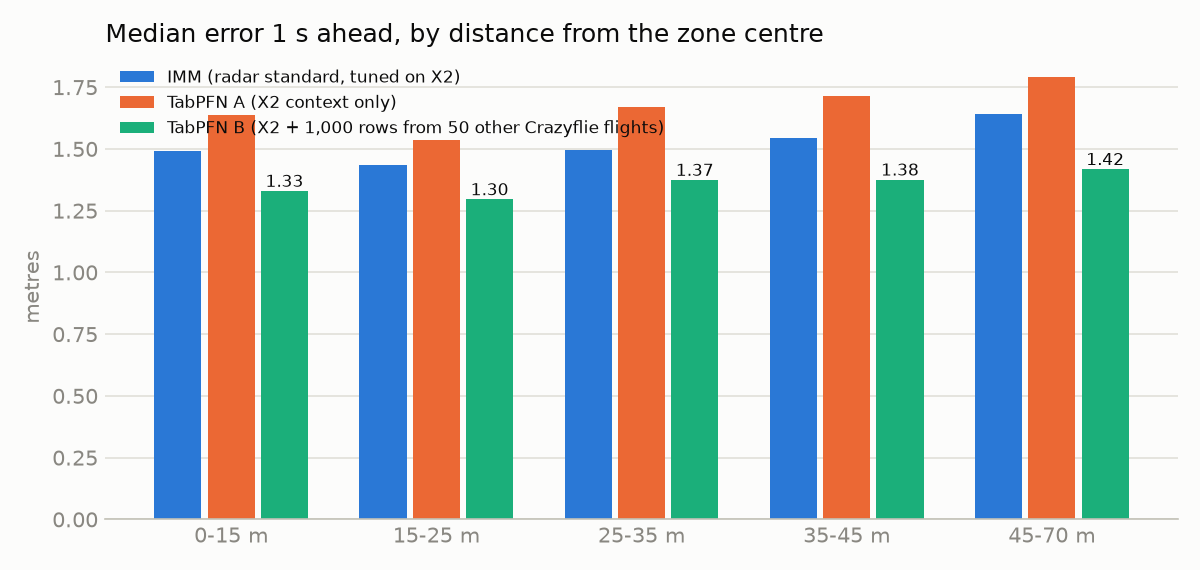 Median error 1 s ahead, by distance from the zone centre
IMM (radar standard, tuned on X2)
TabPFN A (X2 context only)
TabPFN B (X2 + 1,000 rows from 50 other Crazyflie flights)
metres
1.75
1.50
1.25
1.00
0.75
0.50
0.25
0.00
1.33
1.30
1.37
1.38
1.42
0-15 m
15-25 m
25-35 m
35-45 m
45-70 m